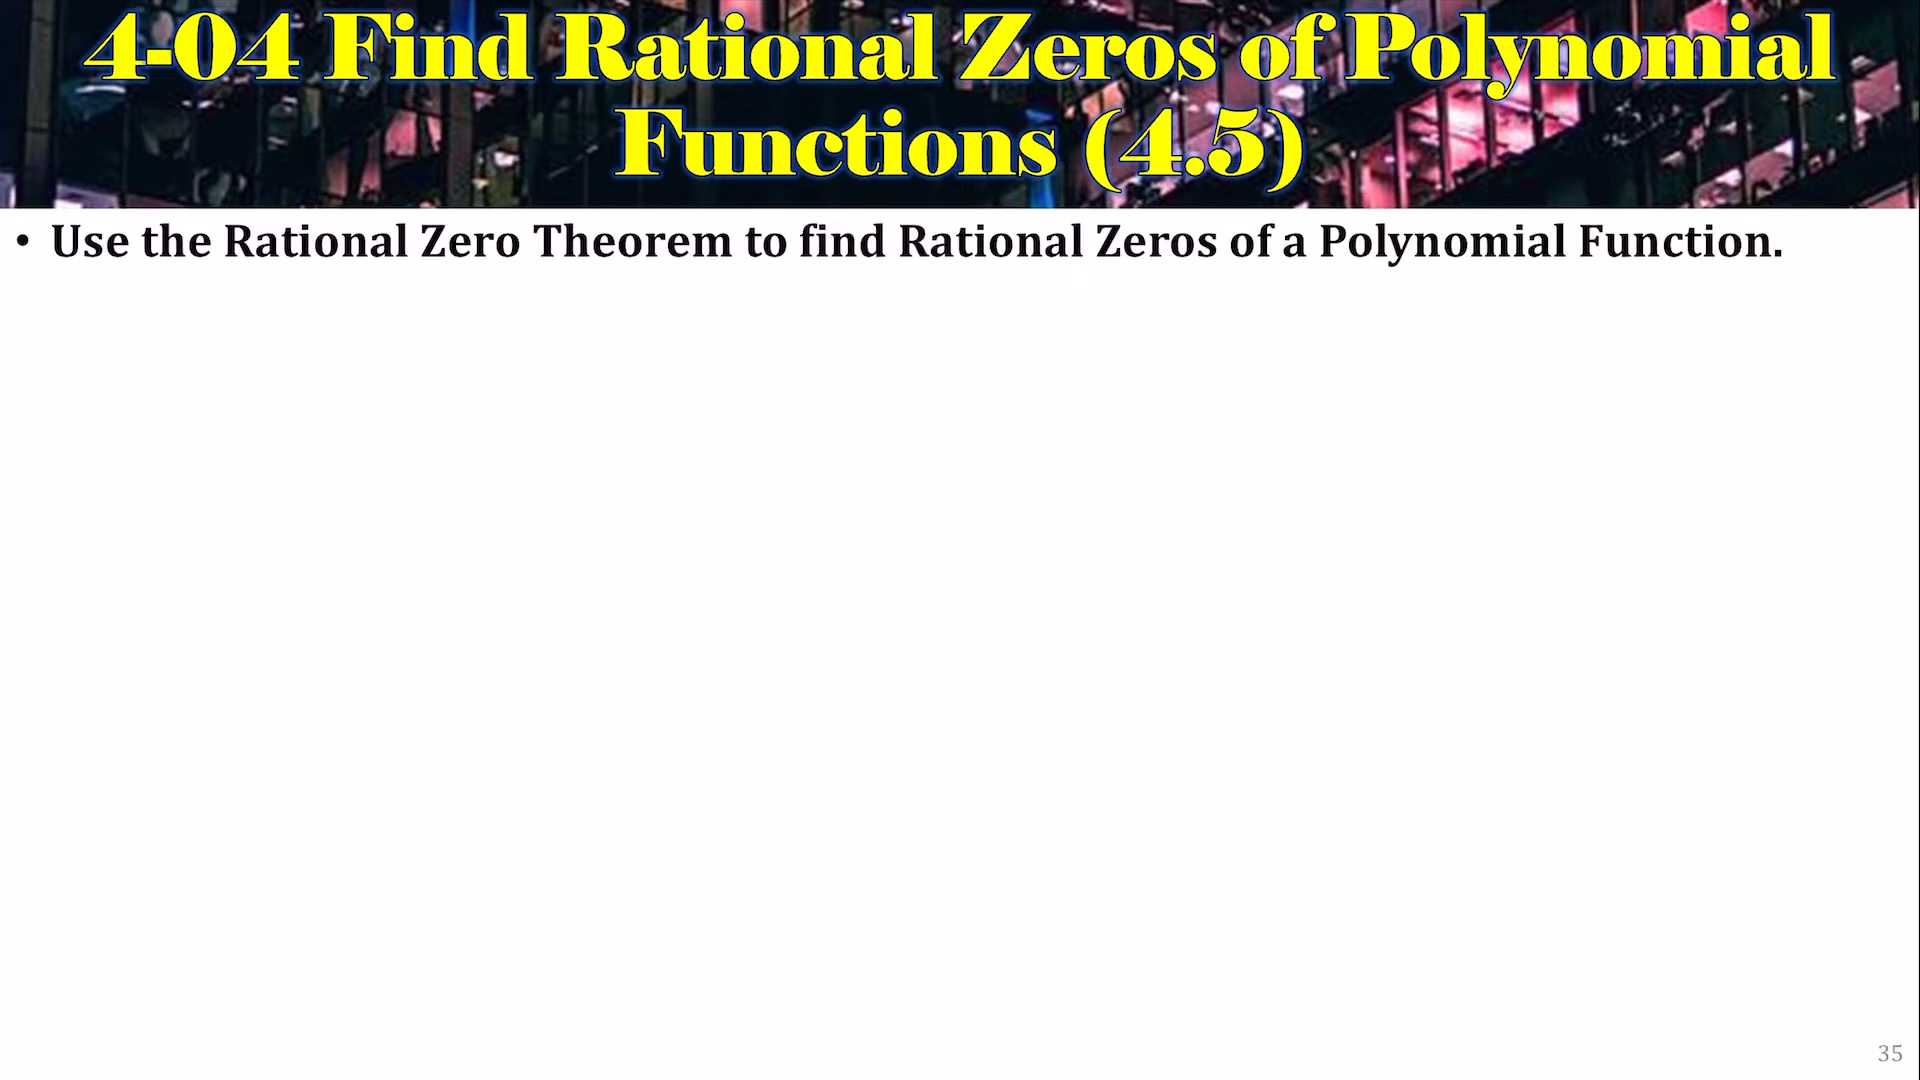 4-04 Find Rational Zeros of Polynomial
Functions (4.5)
• Use the Rational Zero Theorem to find Rational Zeros of a Polynomial Function.
35